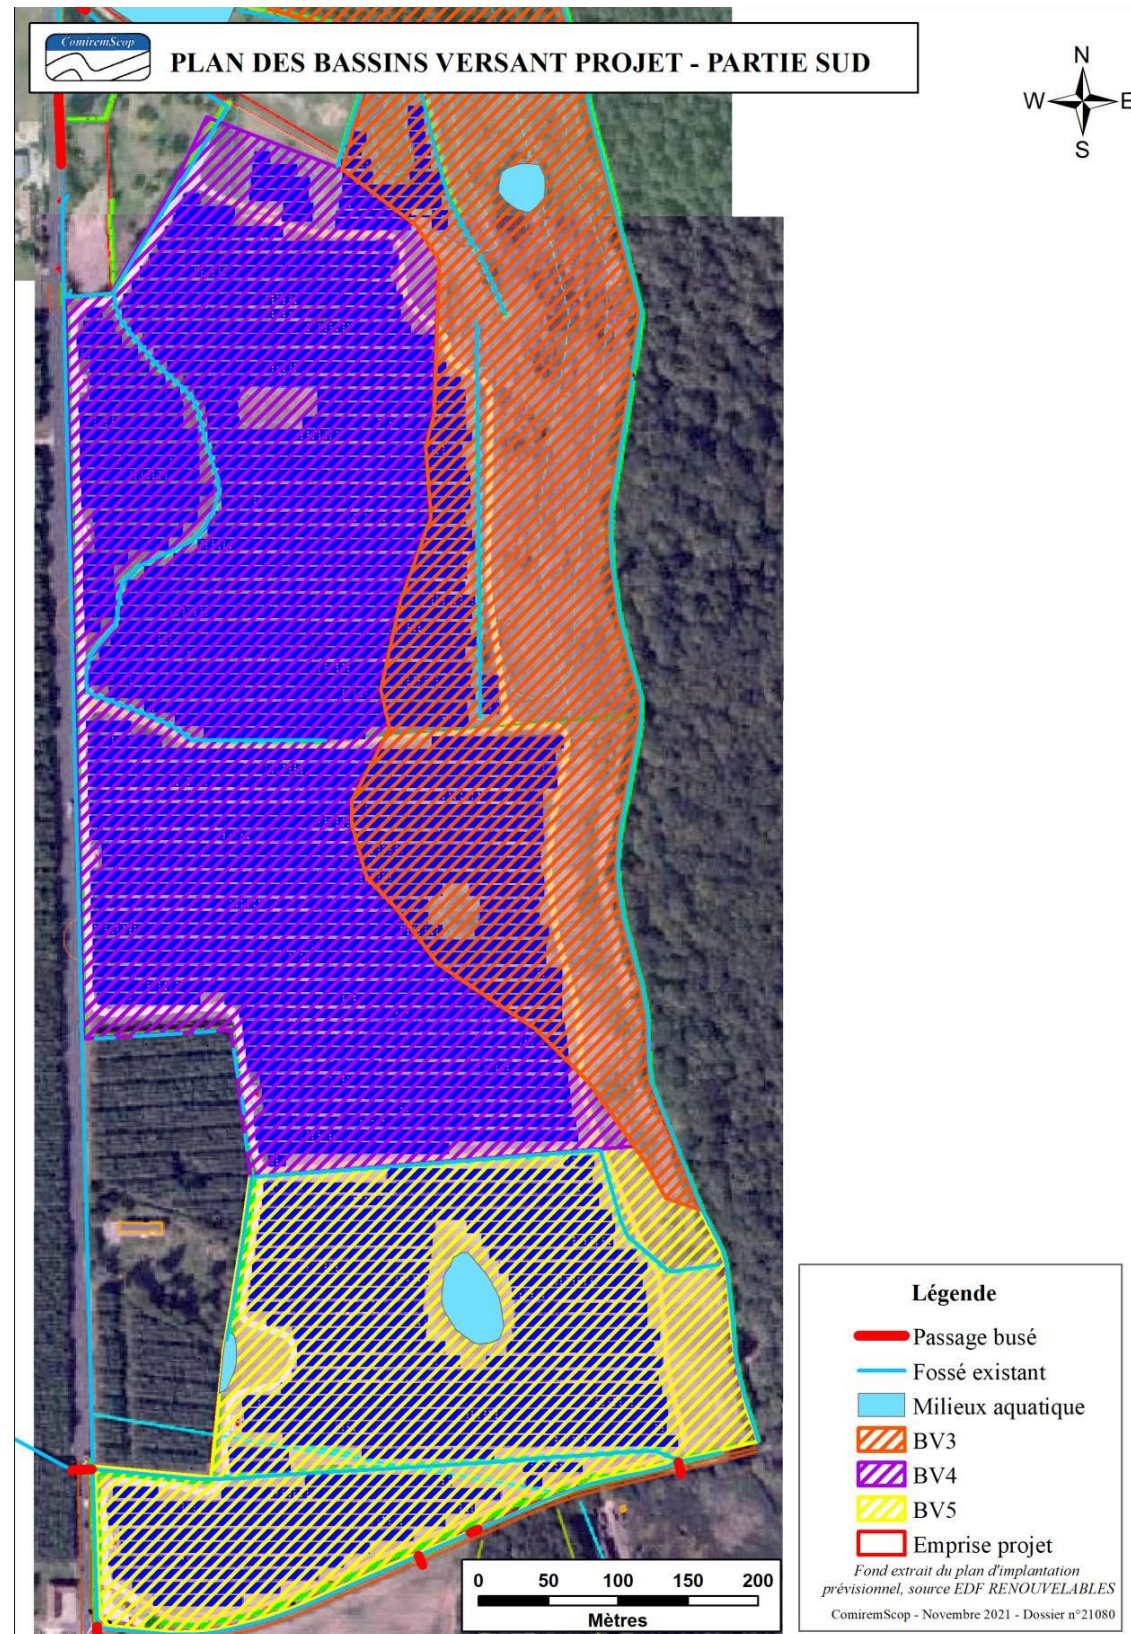 ComiremScop
PLAN DES BASSINS VERSANT PROJET - PARTIE SUD
N
W
E
S
Légende
Passage busé
Fossé existant
Milieux aquatique
BV3
BV4
BV5
Emprise projet
Fond extrait du plan d'implantation
prévisionnel, source EDF RENOUVELABLES
ComiremScop - Novembre 2021 - Dossier n°21080
0 50 100 150 200
Mètres